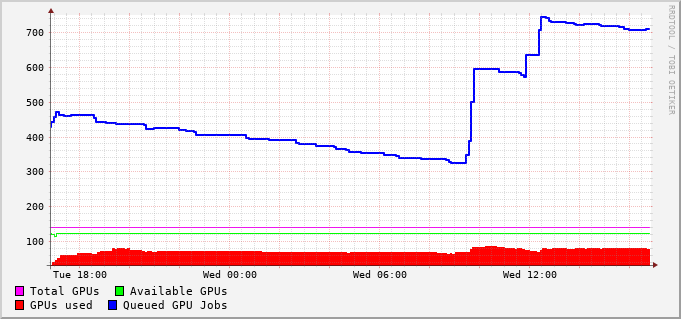 700
600
500
400
300
200
100
Tue 18:00 Wed 00:00 Wed 06:00 Wed 12:00
Total GPUs Available GPUs
GPUs used Queued GPU Jobs
RRDTOOL / TOBI OETIKER